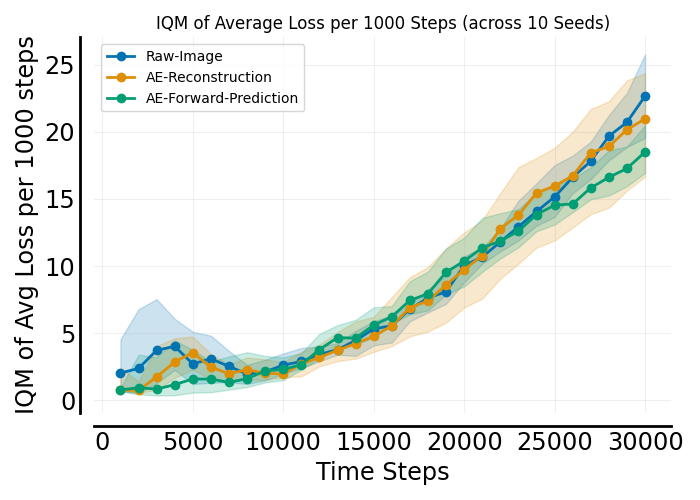 IQM of Average Loss per 1000 Steps (across 10 Seeds)
IQM of Avg Loss per 1000 steps
Raw-Image
AE-Reconstruction
AE-Forward-Prediction
25
20
15
10
5
0
0 5000 10000 15000 20000 25000 30000
Time Steps